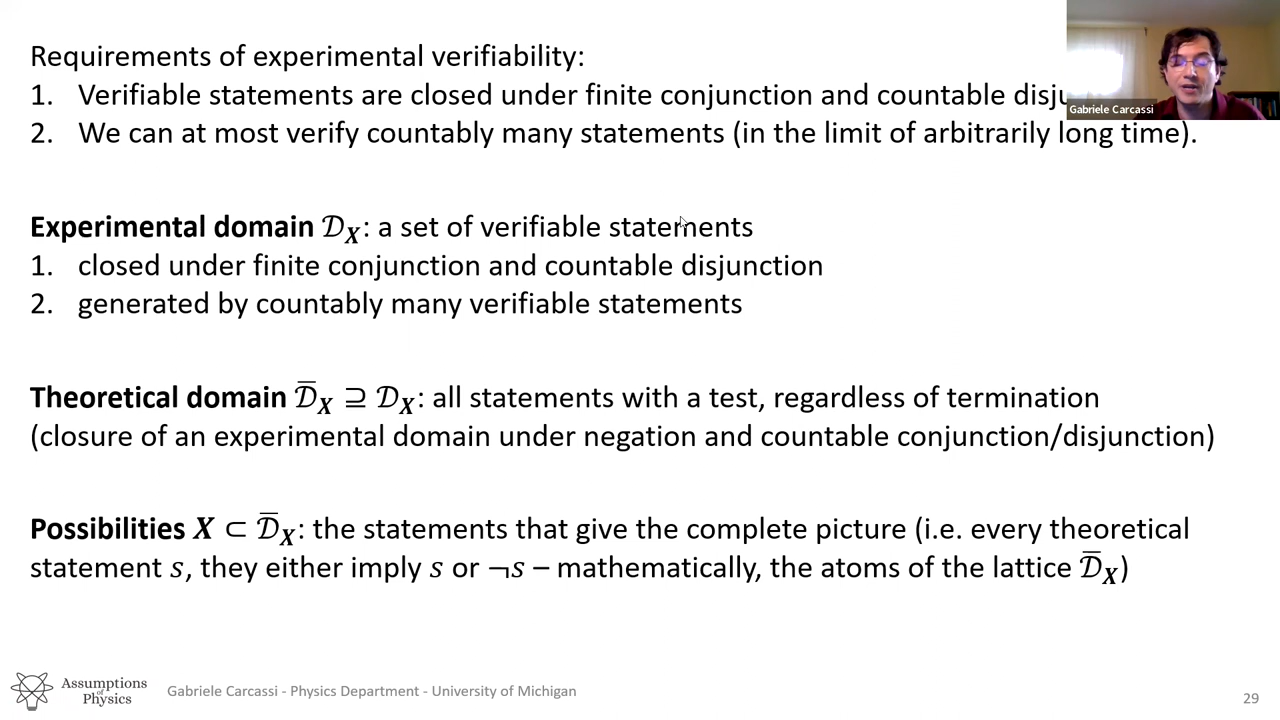 Requirements of experimental verifiability:
1. Verifiable statements are closed under finite conjunction and countable
Gabriele Carcassi
2. We can at most verify countably many statements (in the limit of arbitrarily long time).
Experimental domain 𝒟_X: a set of verifiable statements
1. closed under finite conjunction and countable disjunction
2. generated by countably many verifiable statements
Theoretical domain 𝒟̅_X ⊇ 𝒟_X: all statements with a test, regardless of termination
(closure of an experimental domain under negation and countable conjunction/disjunction)
Possibilities X ⊂ 𝒟̅_X: the statements that give the complete picture (i.e. every theoretical
statement s, they either imply s or ¬s – mathematically, the atoms of the lattice 𝒟̅_X)
Assumptions
of
Physics
Gabriele Carcassi - Physics Department - University of Michigan
29